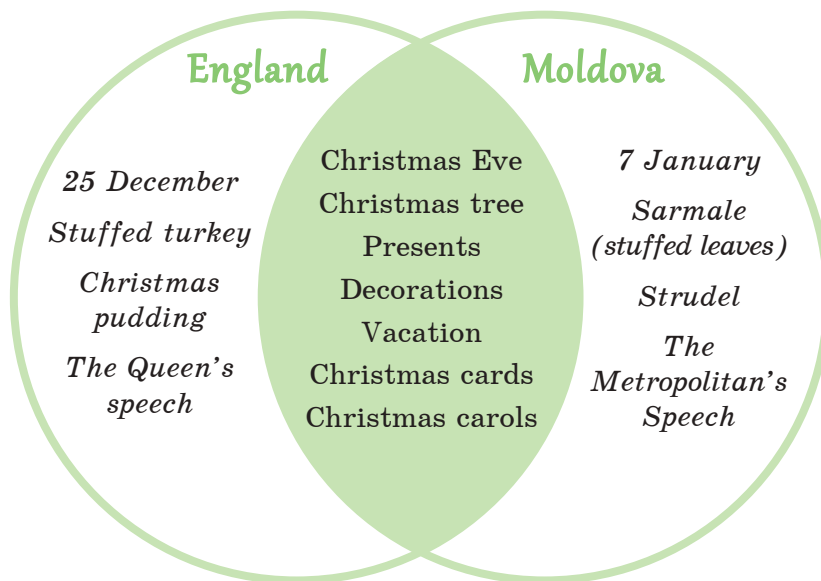 England
25 December
Stuffed turkey
Christmas
pudding
The Queen's
speech
Christmas Eve
Christmas tree
Presents
Decorations
Vacation
Christmas cards
Christmas carols
Moldova
7 January
Sarmale
(stuffed leaves)
Strudel
The
Metropolitan's
Speech